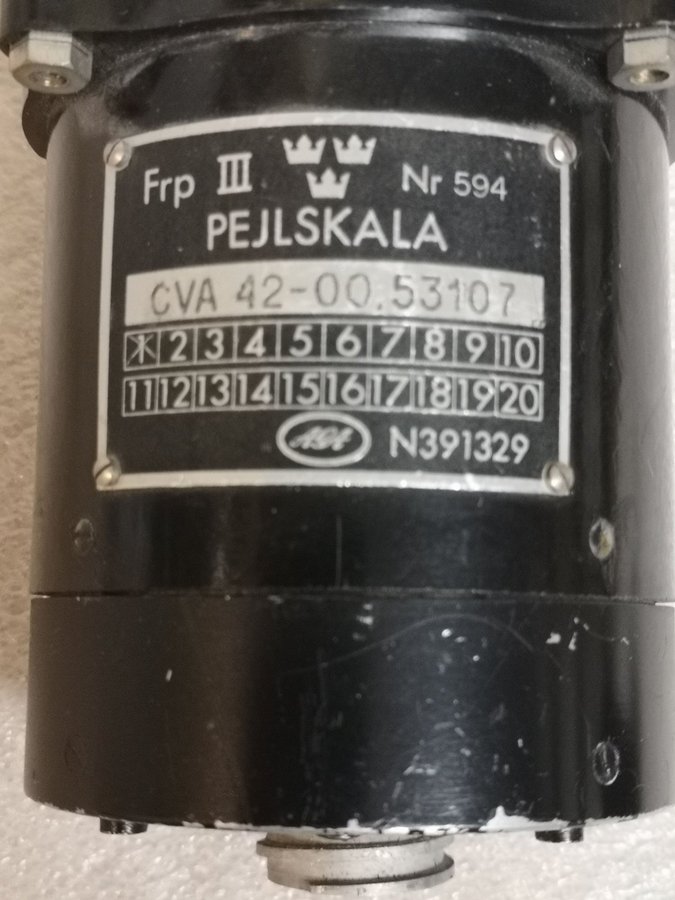 Frp III Nr 594
PEJLSKALA
CVA 42-00.53107
2 3 4 5 6 7 8 9 10
11 12 13 14 15 16 17 18 19 20
AGA N391329